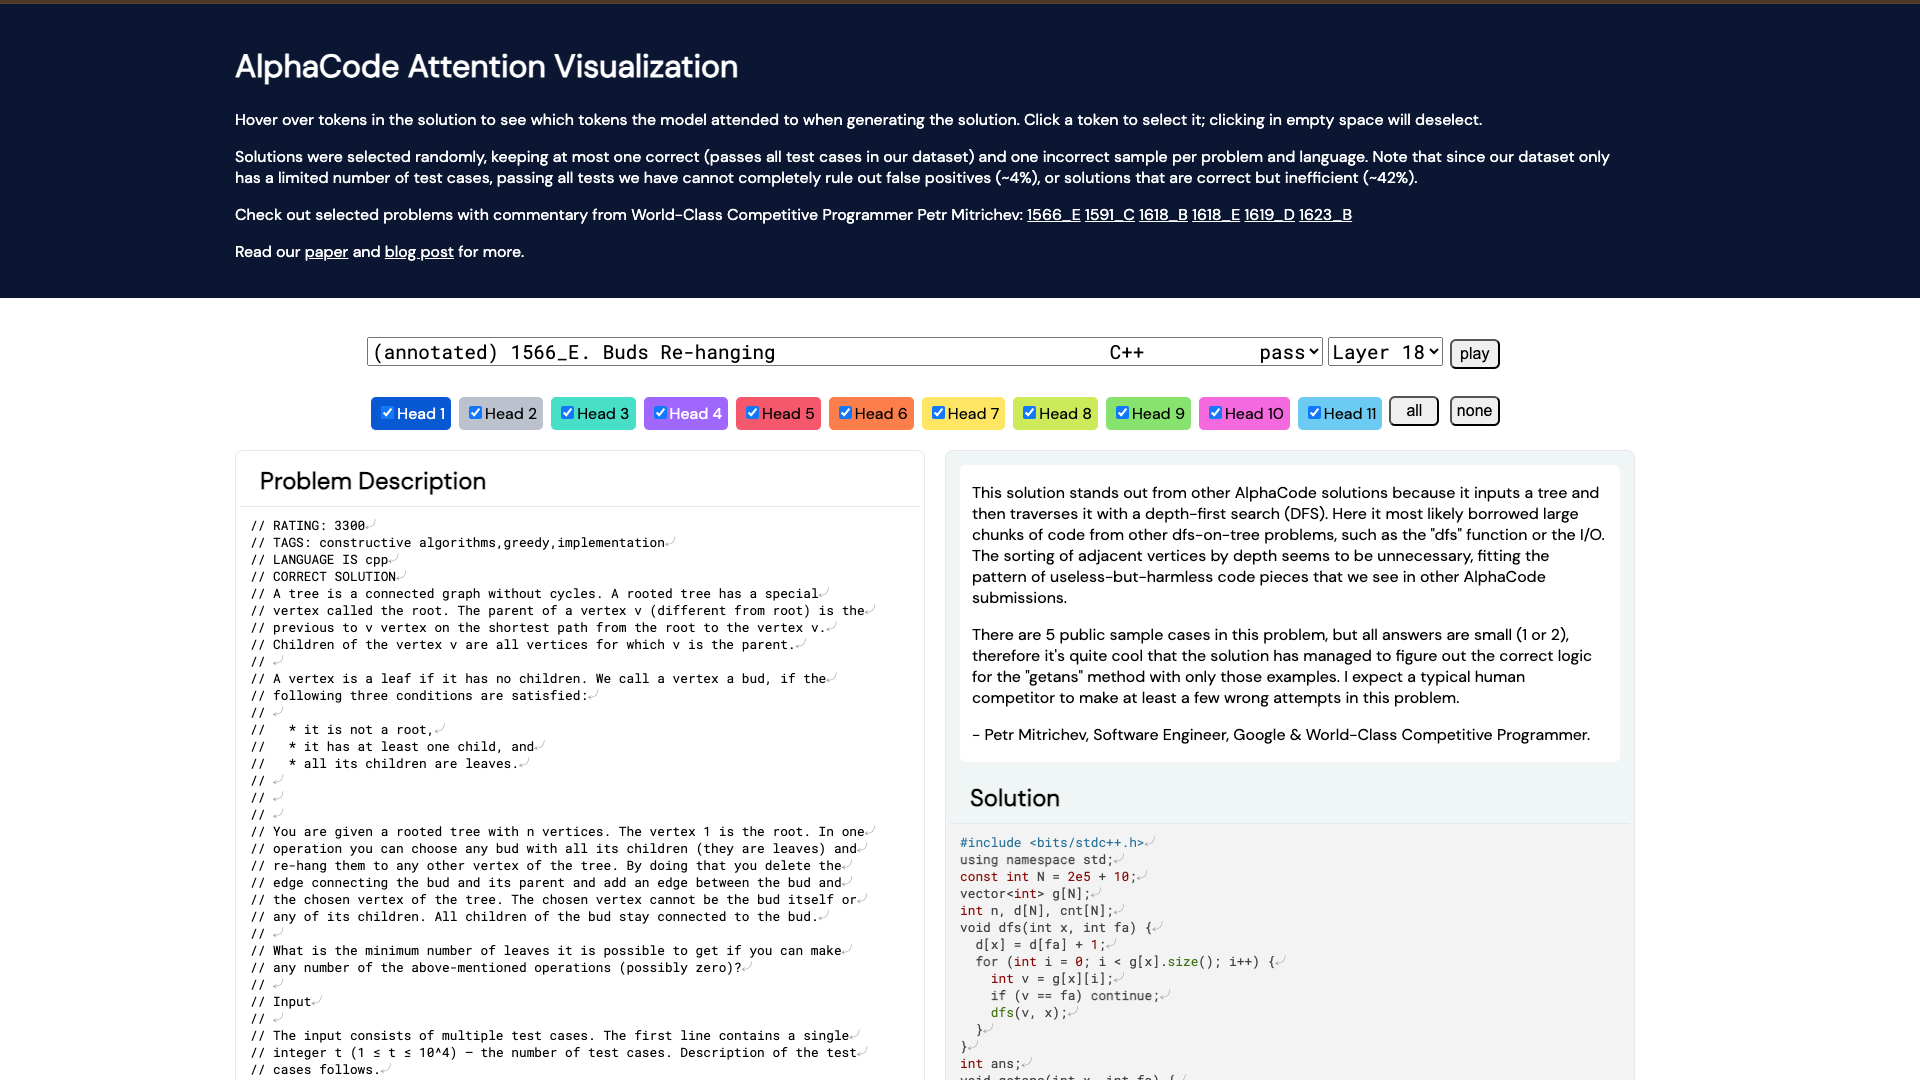 AlphaCode Attention Visualization
Hover over tokens in the solution to see which tokens the model attended to when generating the solution. Click a token to select it; clicking in empty space will deselect.
Solutions were selected randomly, keeping at most one correct (passes all test cases in our dataset) and one incorrect sample per problem and language. Note that since our dataset only
has a limited number of test cases, passing all tests we have cannot completely rule out false positives (~4%), or solutions that are correct but inefficient (~42%).
Check out selected problems with commentary from World-Class Competitive Programmer Petr Mitrichev: 1566_E 1591_C 1618_B 1618_E 1619_D 1623_B
Read our paper and blog post for more.
(annotated) 1566_E. Buds Re-hanging C++ pass Layer 18 play
Head 1 Head 2 Head 3 Head 4 Head 5 Head 6 Head 7 Head 8 Head 9 Head 10 Head 11 all none
Problem Description
// RATING: 3300⤶
// TAGS: constructive algorithms,greedy,implementation⤶
// LANGUAGE IS cpp⤶
// CORRECT SOLUTION⤶
// A tree is a connected graph without cycles. A rooted tree has a special⤶
// vertex called the root. The parent of a vertex v (different from root) is the⤶
// previous to v vertex on the shortest path from the root to the vertex v.⤶
// Children of the vertex v are all vertices for which v is the parent.⤶
// ⤶
// A vertex is a leaf if it has no children. We call a vertex a bud, if the⤶
// following three conditions are satisfied:⤶
// ⤶
//   * it is not a root,⤶
//   * it has at least one child, and⤶
//   * all its children are leaves.⤶
// ⤶
// ⤶
// ⤶
// You are given a rooted tree with n vertices. The vertex 1 is the root. In one⤶
// operation you can choose any bud with all its children (they are leaves) and⤶
// re-hang them to any other vertex of the tree. By doing that you delete the⤶
// edge connecting the bud and its parent and add an edge between the bud and⤶
// the chosen vertex of the tree. The chosen vertex cannot be the bud itself or⤶
// any of its children. All children of the bud stay connected to the bud.⤶
// ⤶
// What is the minimum number of leaves it is possible to get if you can make⤶
// any number of the above-mentioned operations (possibly zero)?⤶
// ⤶
// Input⤶
// ⤶
// The input consists of multiple test cases. The first line contains a single⤶
// integer t (1 ≤ t ≤ 10^4) — the number of test cases. Description of the test⤶
// cases follows.⤶
This solution stands out from other AlphaCode solutions because it inputs a tree and
then traverses it with a depth-first search (DFS). Here it most likely borrowed large
chunks of code from other dfs-on-tree problems, such as the "dfs" function or the I/O.
The sorting of adjacent vertices by depth seems to be unnecessary, fitting the
pattern of useless-but-harmless code pieces that we see in other AlphaCode
submissions.
There are 5 public sample cases in this problem, but all answers are small (1 or 2),
therefore it's quite cool that the solution has managed to figure out the correct logic
for the "getans" method with only those examples. I expect a typical human
competitor to make at least a few wrong attempts in this problem.
- Petr Mitrichev, Software Engineer, Google & World-Class Competitive Programmer.
Solution
#include <bits/stdc++.h>⤶
using namespace std;⤶
const int N = 2e5 + 10;⤶
vector<int> g[N];⤶
int n, d[N], cnt[N];⤶
void dfs(int x, int fa) {⤶
  d[x] = d[fa] + 1;⤶
  for (int i = 0; i < g[x].size(); i++) {⤶
    int v = g[x][i];⤶
    if (v == fa) continue;⤶
    dfs(v, x);⤶
  }⤶
}⤶
int ans;⤶
void getans(int x, int fa) {⤶